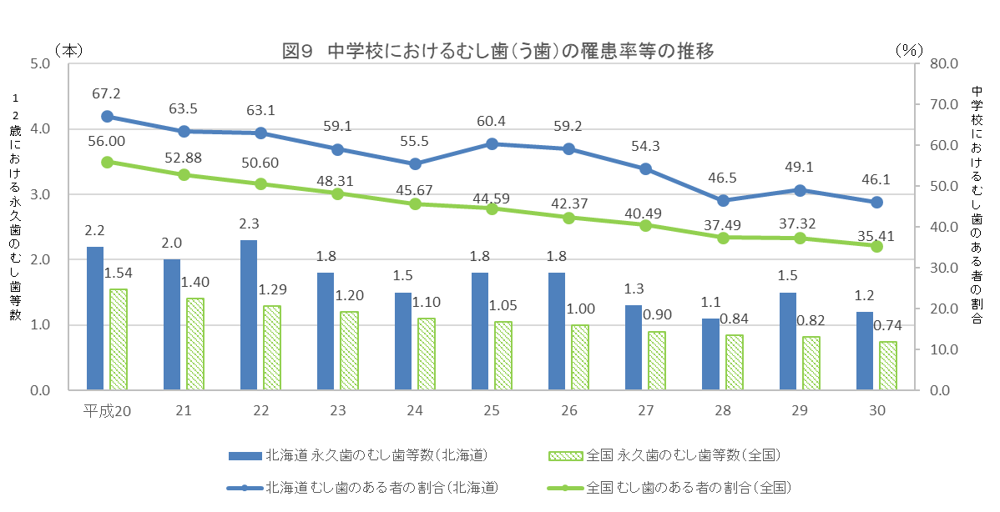 図９　中学校におけるむし歯（う歯）の罹患率等の推移
（本）
（%）
12歳における永久歯のむし歯等数
中学校におけるむし歯のある者の割合
5.0
4.0
3.0
2.0
1.0
0.0
80.0
70.0
60.0
50.0
40.0
30.0
20.0
10.0
0.0
67.2 63.5 63.1 59.1 55.5 60.4 59.2 54.3 46.5 49.1 46.1
56.00 52.88 50.60 48.31 45.67 44.59 42.37 40.49 37.49 37.32 35.41
2.2 2.0 2.3 1.8 1.5 1.8 1.8 1.3 1.1 1.5 1.2
1.54 1.40 1.29 1.20 1.10 1.05 1.00 0.90 0.84 0.82 0.74
平成20 21 22 23 24 25 26 27 28 29 30
北海道 永久歯のむし歯等数（北海道） 全国 永久歯のむし歯等数（全国）
北海道 むし歯のある者の割合（北海道） 全国 むし歯のある者の割合（全国）